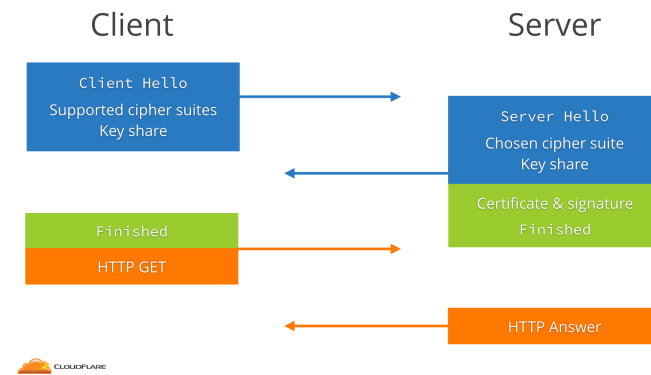 Client
Server
Client Hello
Supported cipher suites
Key share
Server Hello
Chosen cipher suite
Key share
Certificate & signature
Finished
Finished
HTTP GET
HTTP Answer
CLOUDFLARE